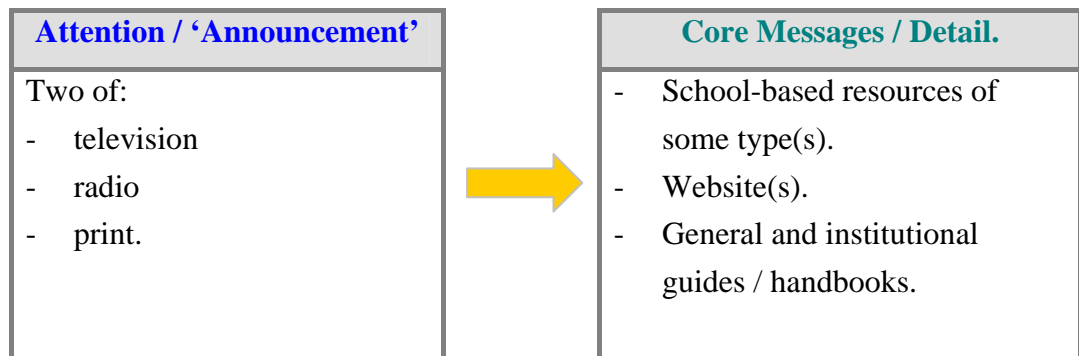 Attention / ‘Announcement’
Two of:
- television
- radio
- print.
Core Messages / Detail.
- School-based resources of
some type(s).
- Website(s).
- General and institutional
guides / handbooks.